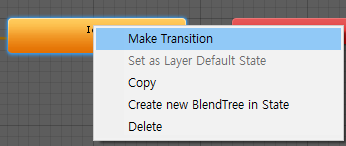 Make Transition
Set as Layer Default State
Copy
Create new BlendTree in State
Delete